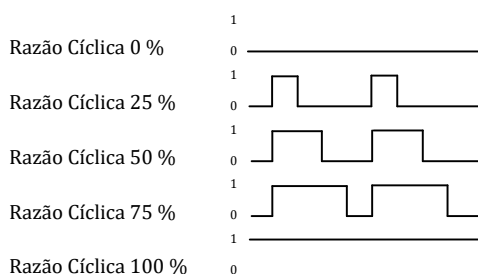 1
Razão Cíclica 0 % 0
1
Razão Cíclica 25 % 0
1
Razão Cíclica 50 % 0
1
Razão Cíclica 75 % 0
1
Razão Cíclica 100 % 0